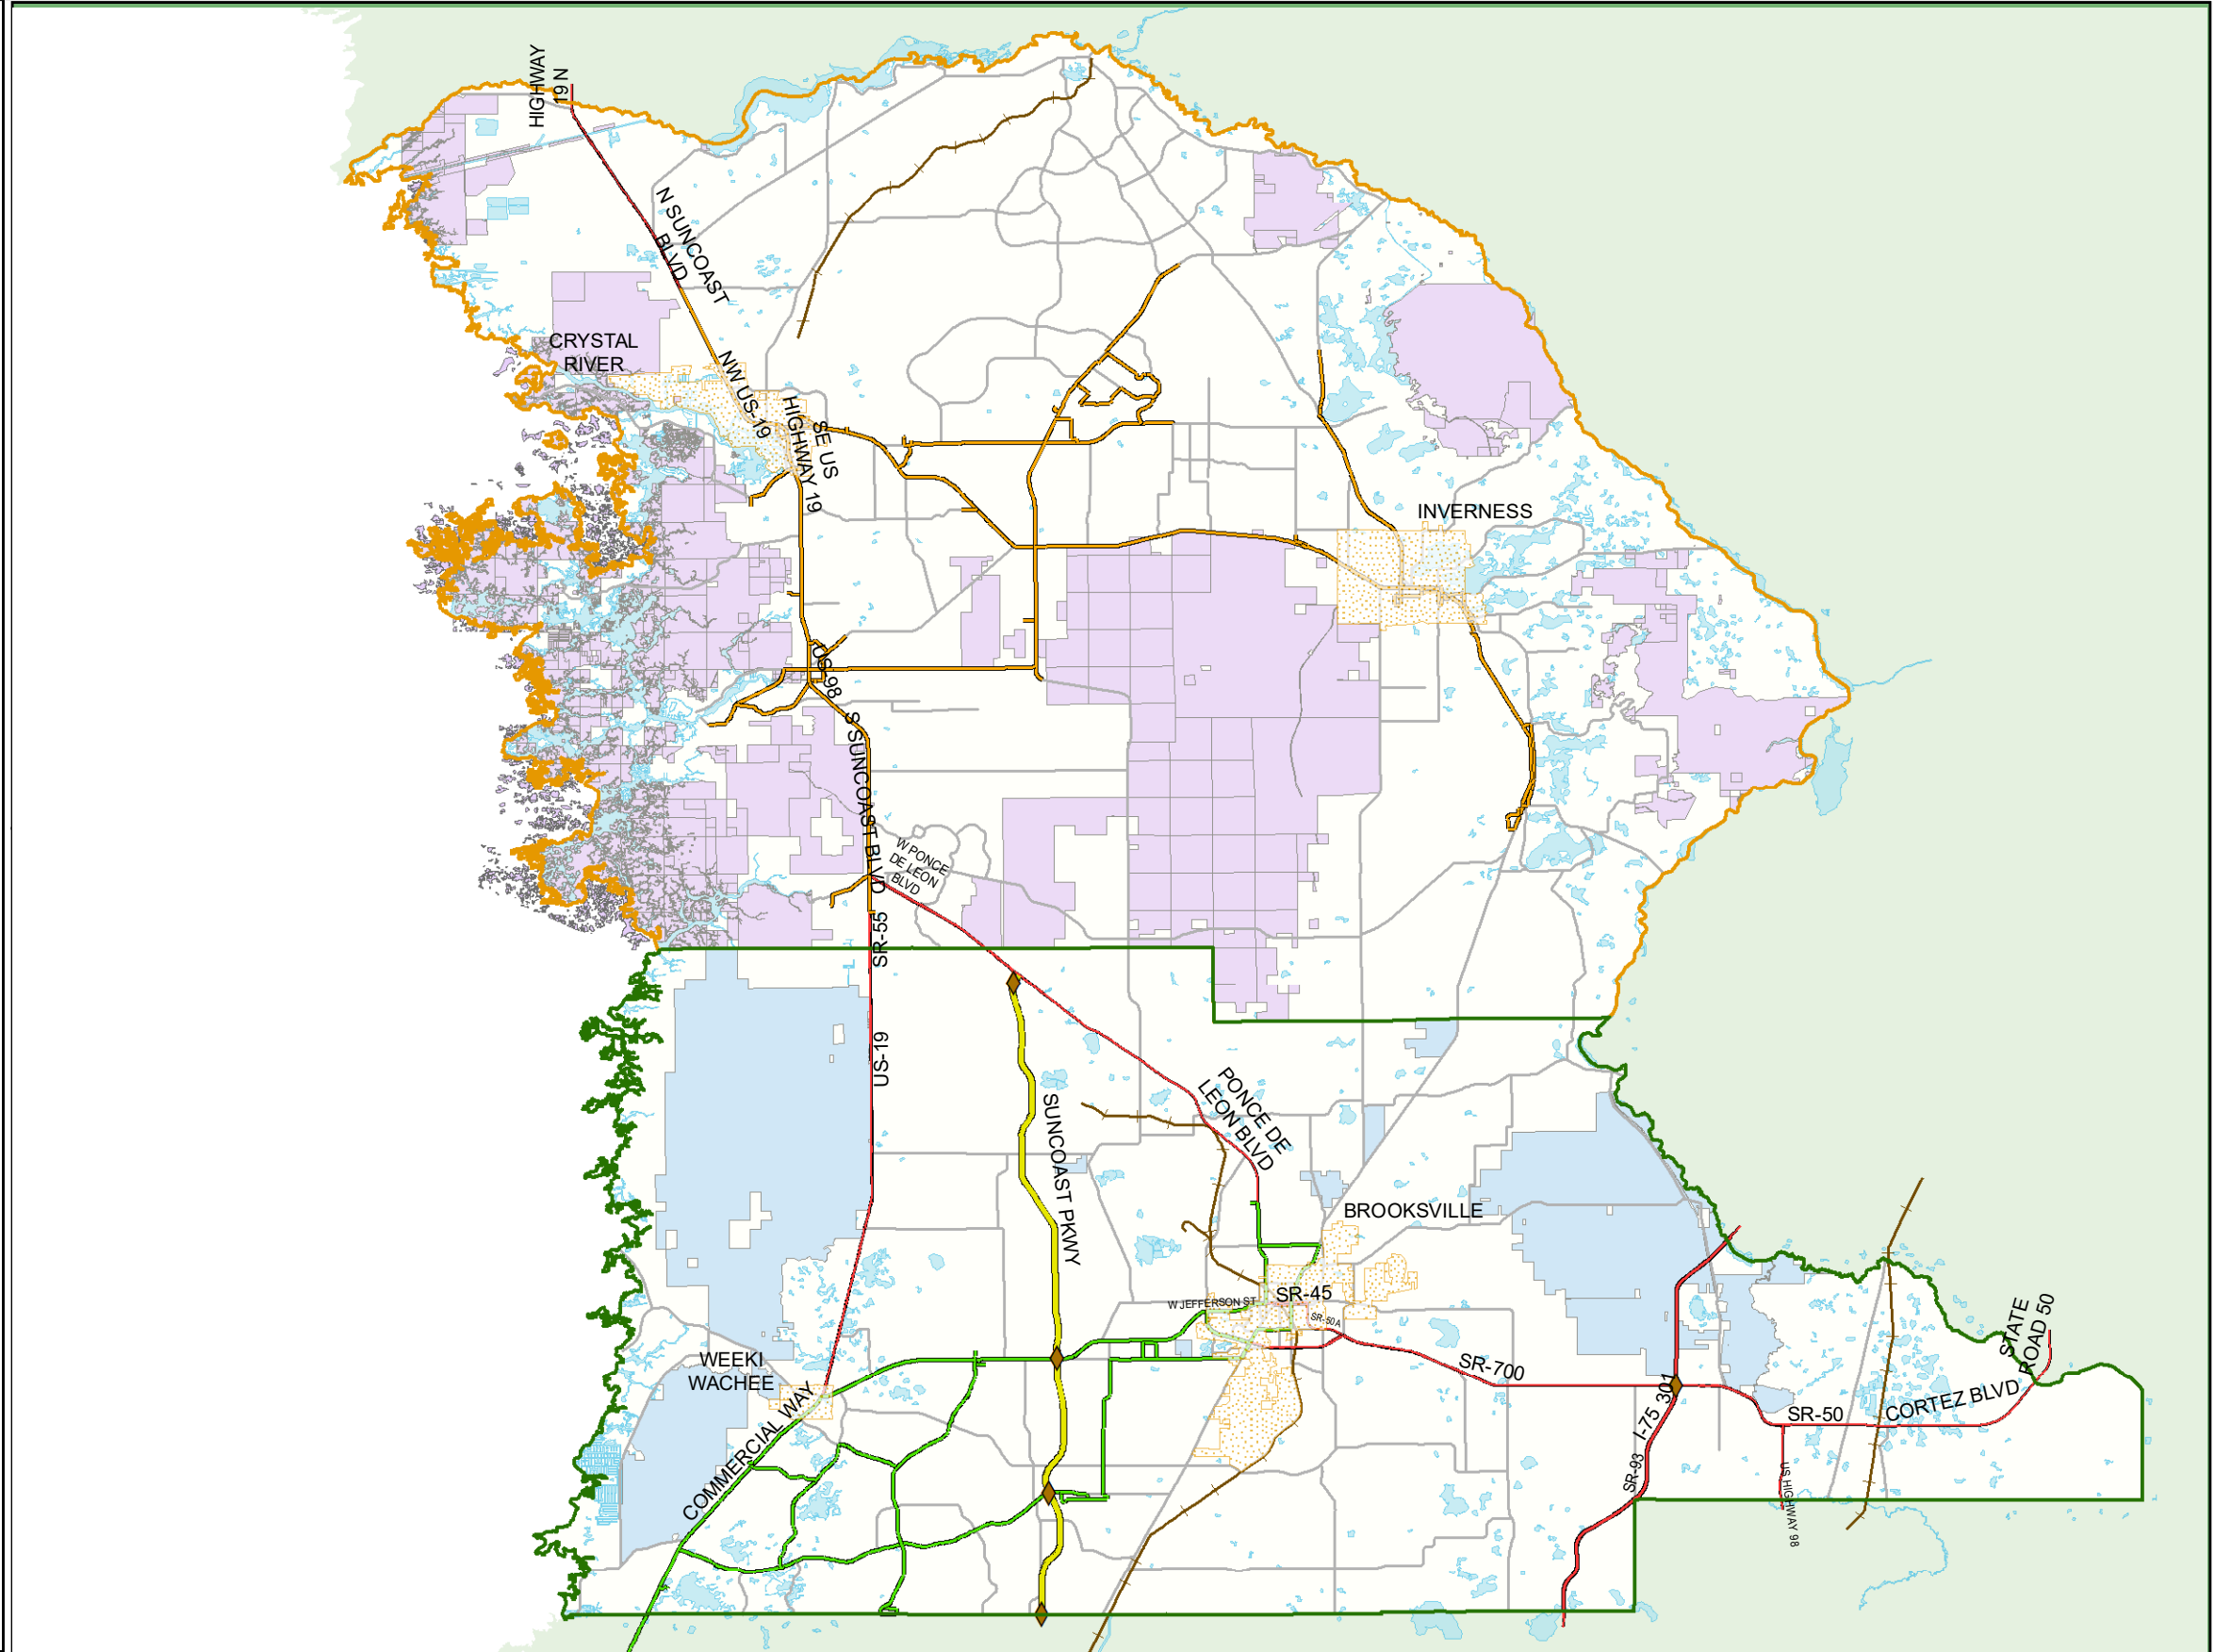 HIGHWAY
19 N
N SUNCOAST
BLVD
CRYSTAL
RIVER
NW US-19
SE US
HIGHWAY 19
INVERNESS
US-98
S SUNCOAST BLVD
W PONCE
DE LEON
BLVD
SR-55
US-19
SUNCOAST PKWY
PONCE DE
LEON BLVD
BROOKSVILLE
W JEFFERSON ST
SR-45
SR-50A
WEEKI
WACHEE
COMMERCIAL WAY
SR-700
301
I-75
SR-93
SR-50
US HIGHWAY 98
CORTEZ BLVD
STATE
ROAD 50